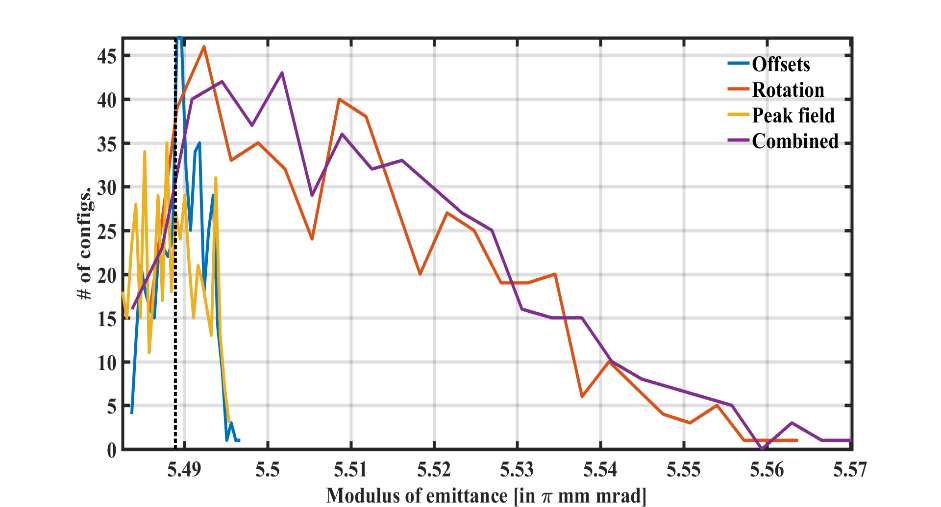 45
40
35
30
25
20
15
10
5
0
# of configs.
Offsets
Rotation
Peak field
Combined
5.49 5.5 5.51 5.52 5.53 5.54 5.55 5.56 5.57
Modulus of emittance [in π mm mrad]